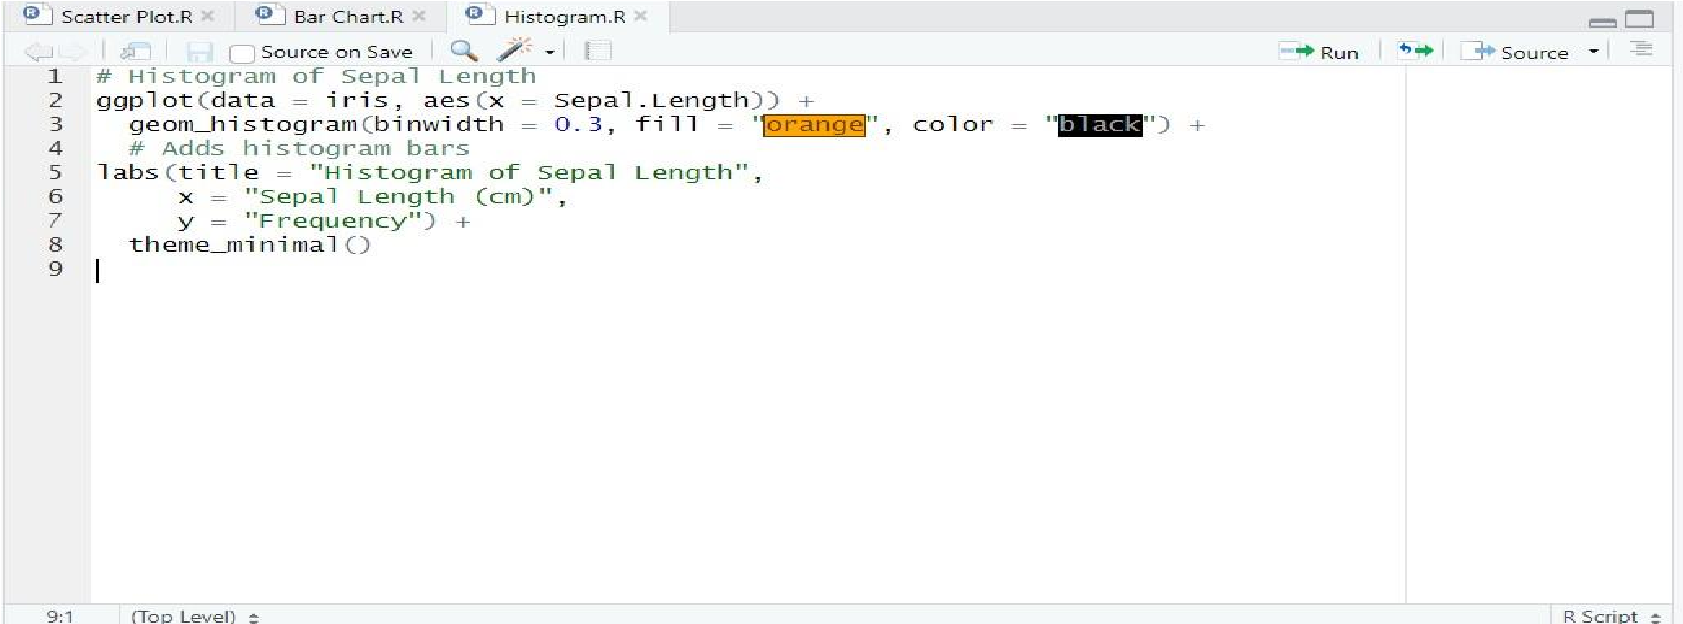 Scatter Plot.R Bar Chart.R Histogram.R
Source on Save Run Source
1 # Histogram of Sepal Length
2 ggplot(data = iris, aes(x = Sepal.Length)) +
3   geom_histogram(binwidth = 0.3, fill = "orange", color = "black") +
4   # Adds histogram bars
5 labs(title = "Histogram of Sepal Length",
6      x = "Sepal Length (cm)",
7      y = "Frequency") +
8   theme_minimal()
9
9:1 (Top Level) R Script